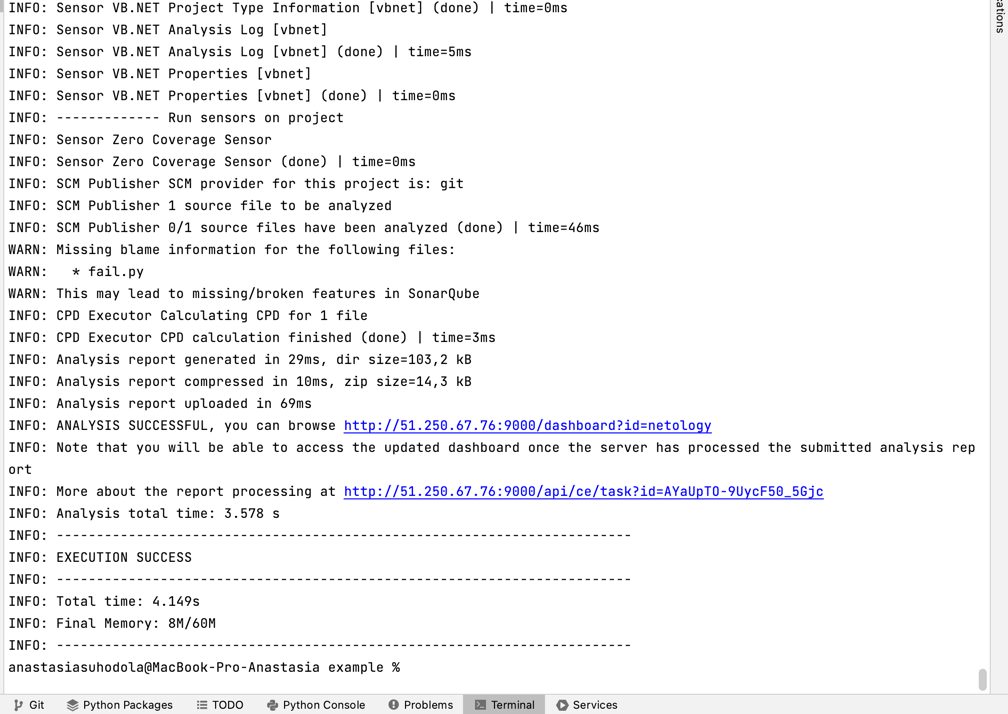 INFO: Sensor VB.NET Project Type Information [vbnet] (done) | time=0ms
INFO: Sensor VB.NET Analysis Log [vbnet]
INFO: Sensor VB.NET Analysis Log [vbnet] (done) | time=5ms
INFO: Sensor VB.NET Properties [vbnet]
INFO: Sensor VB.NET Properties [vbnet] (done) | time=0ms
INFO: ------------- Run sensors on project
INFO: Sensor Zero Coverage Sensor
INFO: Sensor Zero Coverage Sensor (done) | time=0ms
INFO: SCM Publisher SCM provider for this project is: git
INFO: SCM Publisher 1 source file to be analyzed
INFO: SCM Publisher 0/1 source files have been analyzed (done) | time=46ms
WARN: Missing blame information for the following files:
WARN:   * fail.py
WARN: This may lead to missing/broken features in SonarQube
INFO: CPD Executor Calculating CPD for 1 file
INFO: CPD Executor CPD calculation finished (done) | time=3ms
INFO: Analysis report generated in 29ms, dir size=103,2 kB
INFO: Analysis report compressed in 10ms, zip size=14,3 kB
INFO: Analysis report uploaded in 69ms
INFO: ANALYSIS SUCCESSFUL, you can browse http://51.250.67.76:9000/dashboard?id=netology
INFO: Note that you will be able to access the updated dashboard once the server has processed the submitted analysis rep
ort
INFO: More about the report processing at http://51.250.67.76:9000/api/ce/task?id=AYaUpTO-9UycF50_5Gjc
INFO: Analysis total time: 3.578 s
INFO: ------------------------------------------------------------------------
INFO: EXECUTION SUCCESS
INFO: ------------------------------------------------------------------------
INFO: Total time: 4.149s
INFO: Final Memory: 8M/60M
INFO: ------------------------------------------------------------------------
anastasiasuhodola@MacBook-Pro-Anastasia example %
Git Python Packages TODO Python Console Problems Terminal Services